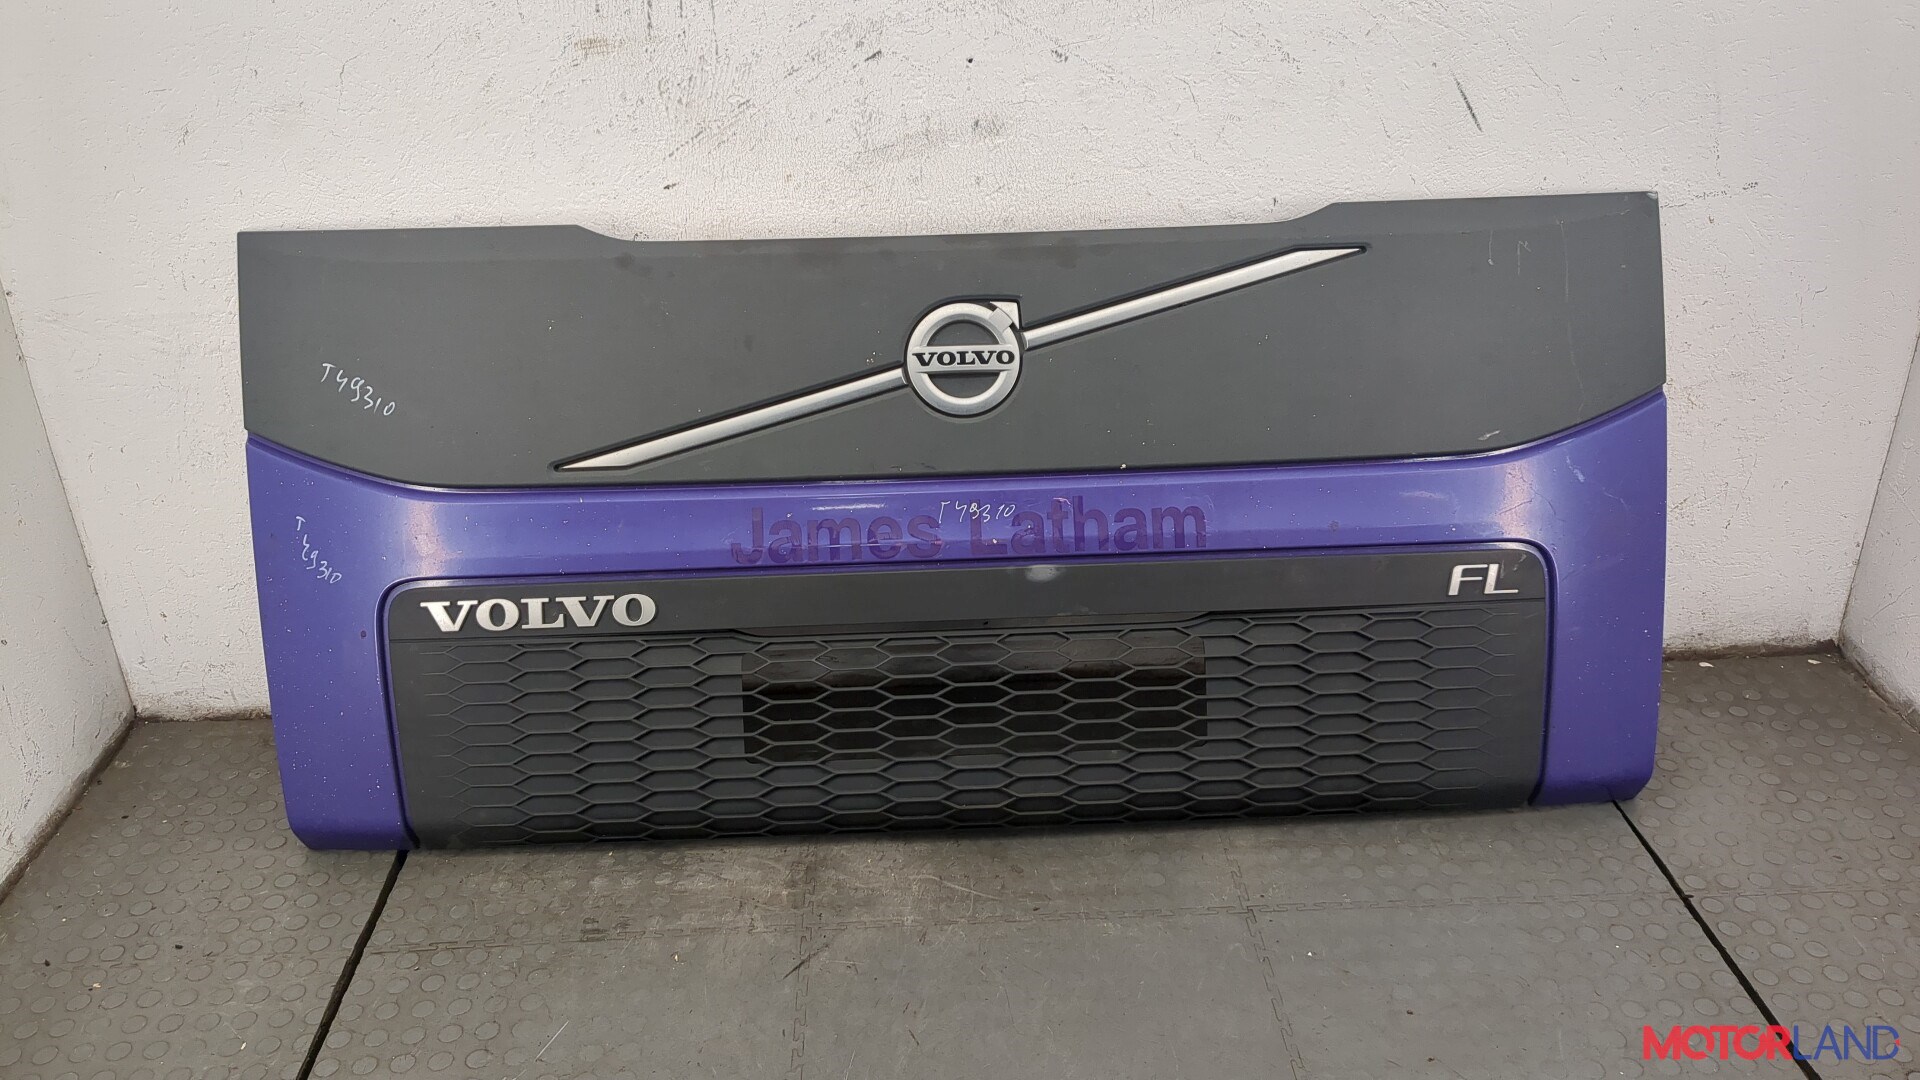 VOLVO
T49310
T49310
James Latham
T49310
VOLVO
FL
MOTORLAND